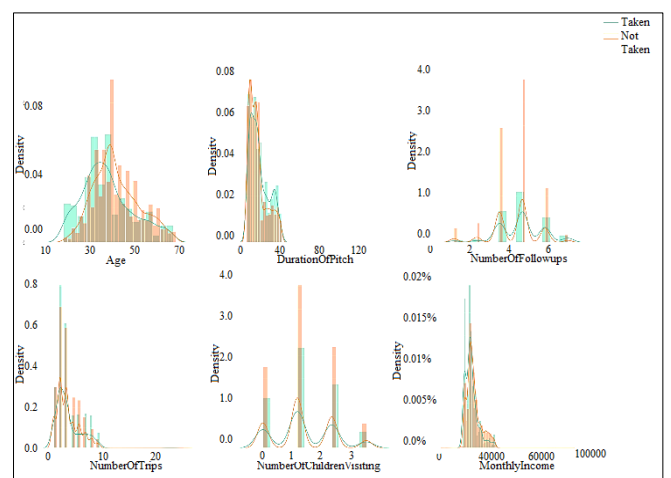 Taken
Not
Taken
Density
0.08
0.04
0.00
10 30 50 70
Age
Density
0.08
0.06
0.04
0.02
0.00
0 40 80 120
DurationOfPitch
Density
4.0
3.0
4.0
1.0
0.0
0 2 4 6
NumberOfFollowups
Density
0.8
0.6
0.4
0.2
0.0
0 10 20
NumberOfTrips
Density
4.0
3.0
2.0
1.0
0.0
0 1 2 3
NumberOfChildrenVisiting
Density
0.02%
0.015%
0.01%
0.005%
0.0%
0 40000 100000
MonthlyIncome